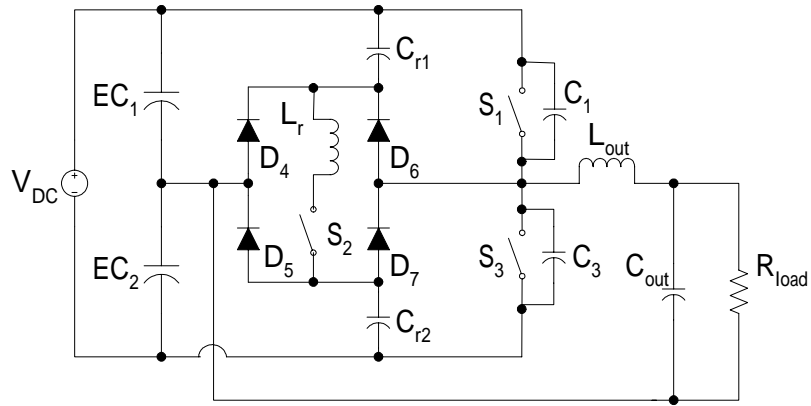 C_r1
EC_1
L_r
S_1
C_1
L_out
D_4
D_6
V_DC
+
−
S_2
EC_2
D_5
D_7
S_3
C_3
C_out
R_load
C_r2